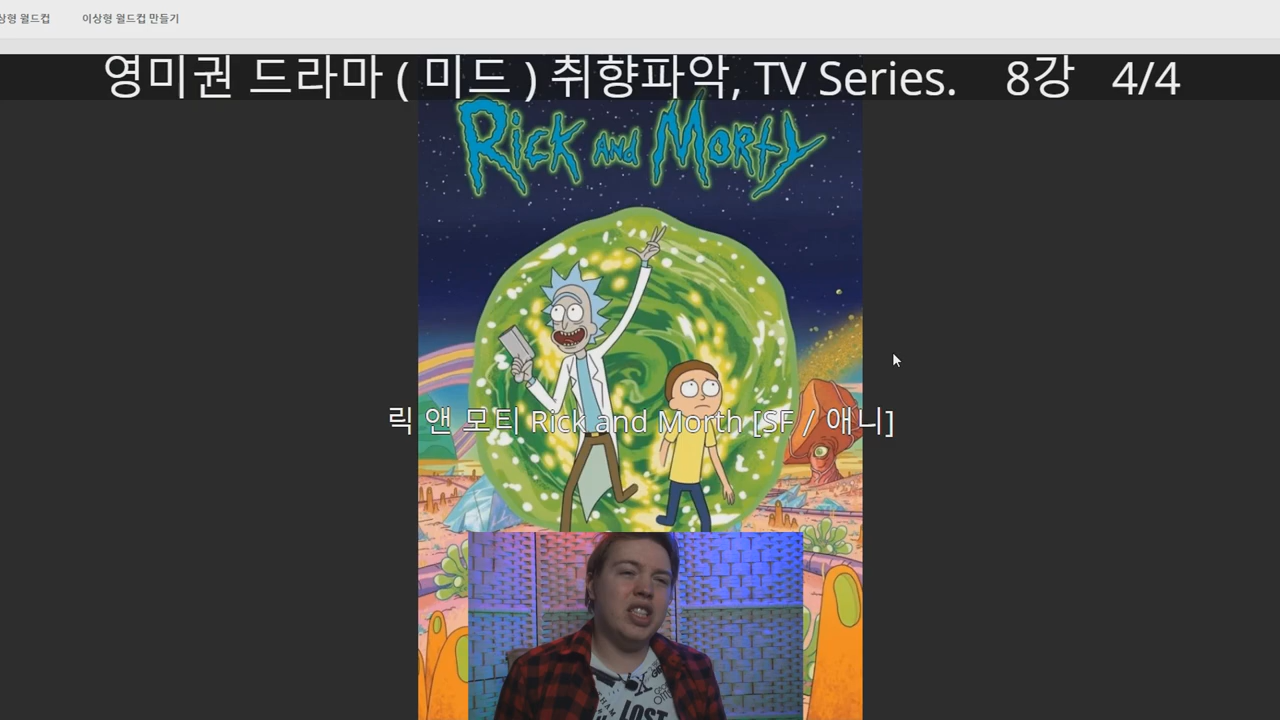 상형 월드컵 이상형 월드컵 만들기
영미권 드라마 ( 미드 ) 취향파악, TV Series. 8강 4/4
Rick and Morty
릭 앤 모티 Rick and Morth [SF / 애니]
LOST